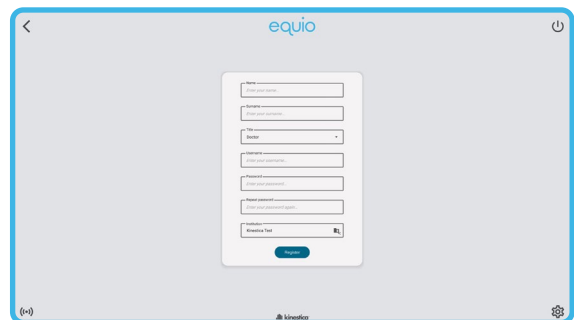 equio
Name
Enter your name...
Surname
Enter your surname...
Title
Doctor
Username
Enter your username...
Password
Enter your password...
Repeat password
Enter your password again...
Institution
Kinestica Test
Register
kinestica